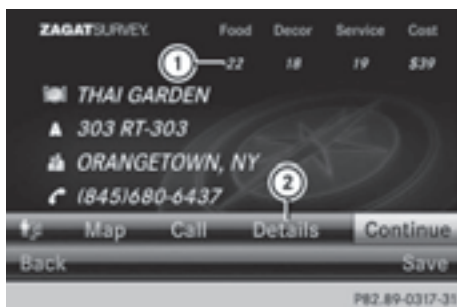 ZAGATSURVEY. Food Decor Service Cost
1 22 18 19 $39
THAI GARDEN
303 RT-303
ORANGETOWN, NY
(845)680-6437
2
Map Call Details Continue
Back Save
P82.89-0317-31